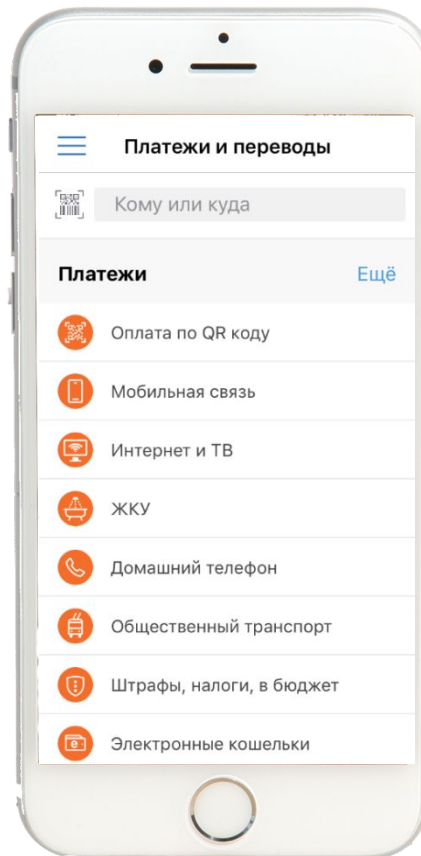 Платежи и переводы
Кому или куда
Платежи
Ещё
Оплата по QR коду
Мобильная связь
Интернет и ТВ
ЖКУ
Домашний телефон
Общественный транспорт
Штрафы, налоги, в бюджет
Электронные кошельки